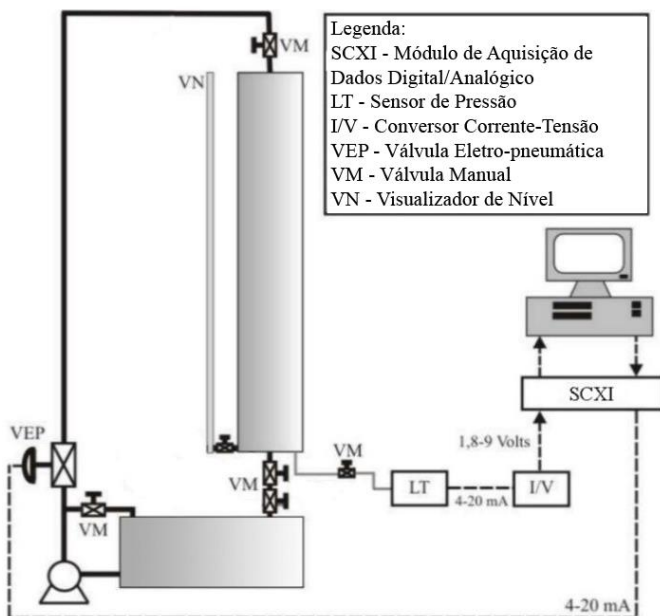 Legenda:
SCXI - Módulo de Aquisição de
Dados Digital/Analógico
LT - Sensor de Pressão
I/V - Conversor Corrente-Tensão
VEP - Válvula Eletro-pneumática
VM - Válvula Manual
VN - Visualizador de Nível
VM
VN
SCXI
VEP
1,8-9 Volts
VM
VM
LT
4-20 mA
I/V
VM
4-20 mA